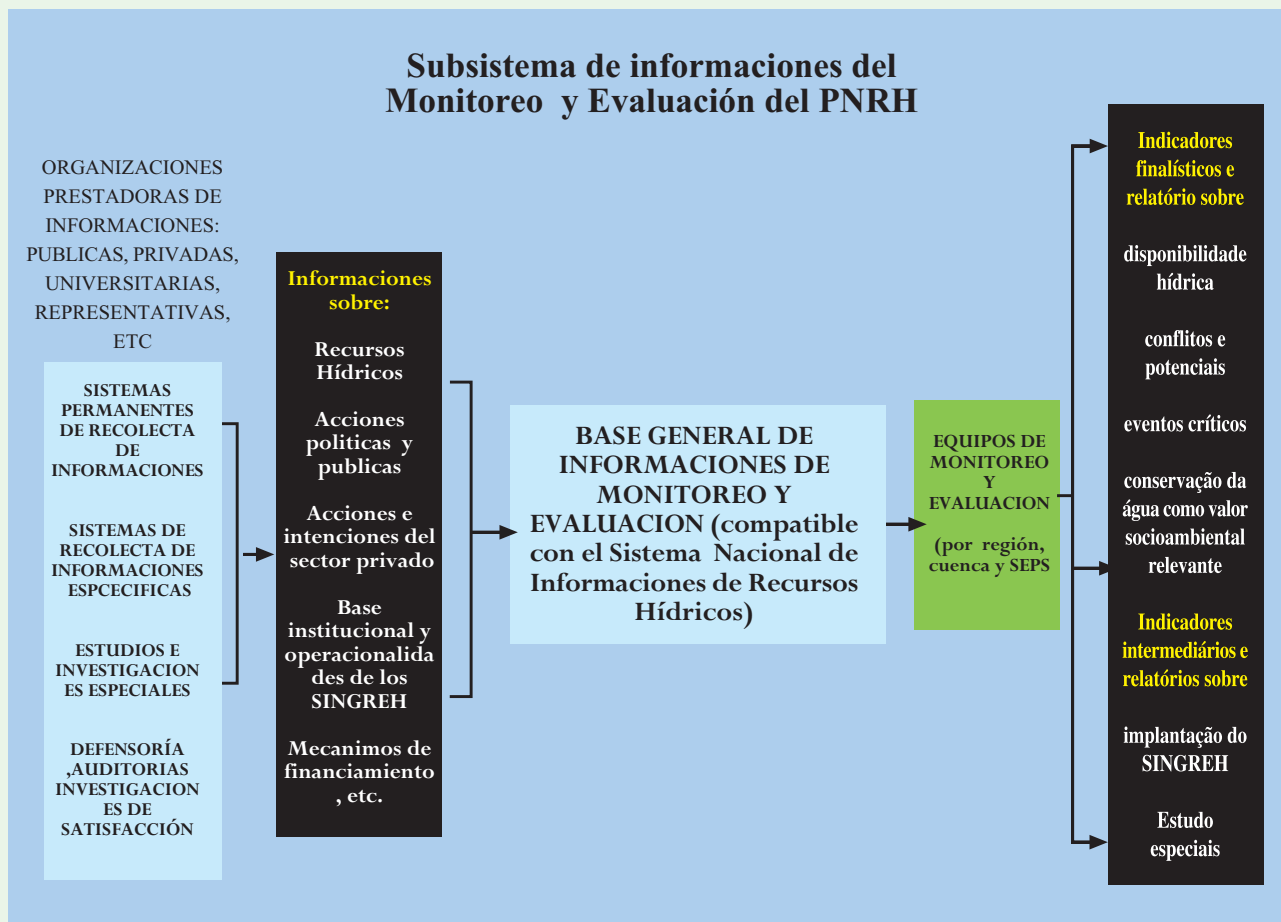 Subsistema de informaciones del
Monitoreo y Evaluación del PNRH
ORGANIZACIONES
PRESTADORAS DE
INFORMACIONES:
PUBLICAS, PRIVADAS,
UNIVERSITARIAS,
REPRESENTATIVAS,
ETC
SISTEMAS
PERMANENTES
DE RECOLECTA
DE
INFORMACIONES
SISTEMAS DE
RECOLECTA DE
INFORMACIONES
ESPCECIFICAS
ESTUDIOS E
INVESTIGACION
ES ESPECIALES
DEFENSORÍA
,AUDITORIAS
INVESTIGACION
ES DE
SATISFACCIÓN
Informaciones
sobre:
Recursos
Hídricos
Acciones
politicas y
publicas
Acciones e
intenciones del
sector privado
Base
institucional y
operacionalida
des de los
SINGREH
Mecanimos de
financiamiento
, etc.
BASE GENERAL DE
INFORMACIONES DE
MONITOREO Y
EVALUACION (compatible
con el Sistema Nacional de
Informaciones de Recursos
Hídricos)
EQUIPOS DE
MONITOREO
Y
EVALUACION
(por región,
cuenca y SEPS
Indicadores
finalísticos e
relatório sobre
disponibilidade
hídrica
conflitos e
potenciais
eventos críticos
conservação da
água como valor
socioambiental
relevante
Indicadores
intermediários e
relatórios sobre
implantação do
SINGREH
Estudo
especiais